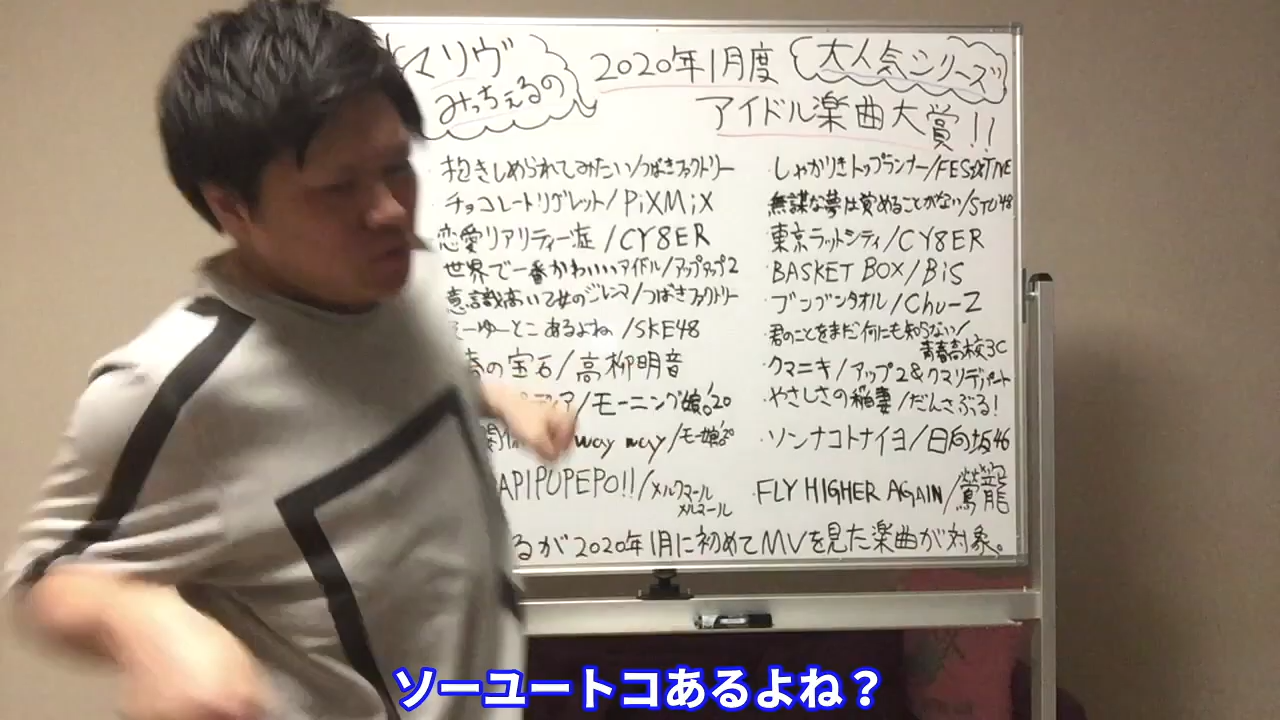 マリヴ
みっちぇるの
2020年1月度
大人気シリーズ
アイドル楽曲大賞!!
抱きしめられてみたい/つばきファクトリー
チョコレートリグレット/PiXMiX
恋愛リアリティー症/CY8ER
世界で一番かわいいアイドル/アップアップ2
意識高い乙女のジレンマ/つばきファクトリー
そーゆーとこあるよね/SKE48
の宝石/高柳明音
ア/モーニング娘。'20
関係 way way/モー娘。'20
APIPUPEPO!!/メルクマール
メルマール
・しゃかりきトップランナー/FES☆TIVE
無謀な夢は覚めることがない/STU48
・東京ラットシティ/CY8ER
・BASKET BOX/BiS
・ブンブンタオル/Chu-Z
・君のことをまだ何にも知らない/
青春高校3C
・クマニキ/アップ2&クマリデパート
・やさしさの稲妻/だんさぶる!
・ソンナコトナイヨ/日向坂46
・FLY HIGHER AGAIN/鶯籠
るが2020年1月に初めてMVを見た楽曲が対象。
ソーユートコあるよね？